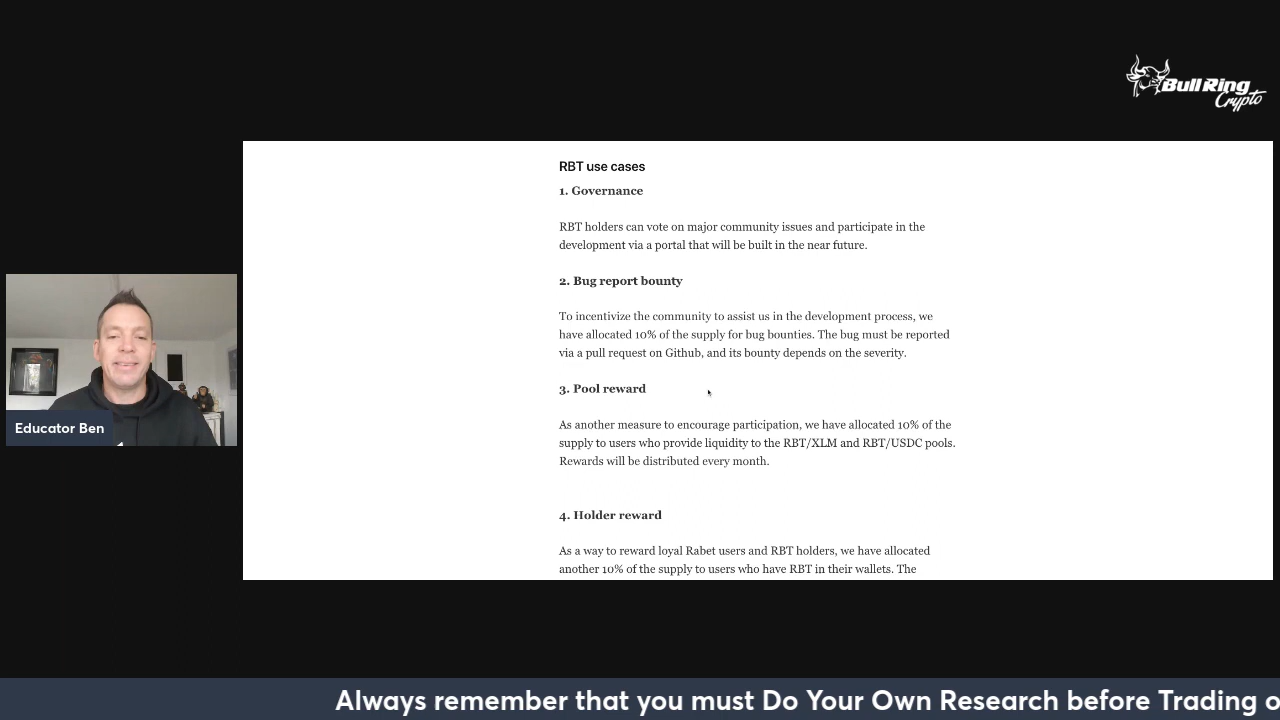 Bull Ring
Crypto
RBT use cases
1. Governance
RBT holders can vote on major community issues and participate in the
development via a portal that will be built in the near future.
2. Bug report bounty
To incentivize the community to assist us in the development process, we
have allocated 10% of the supply for bug bounties. The bug must be reported
via a pull request on Github, and its bounty depends on the severity.
3. Pool reward
As another measure to encourage participation, we have allocated 10% of the
supply to users who provide liquidity to the RBT/XLM and RBT/USDC pools.
Rewards will be distributed every month.
4. Holder reward
As a way to reward loyal Rabet users and RBT holders, we have allocated
another 10% of the supply to users who have RBT in their wallets. The
Educator Ben
Always remember that you must Do Your Own Research before Trading o